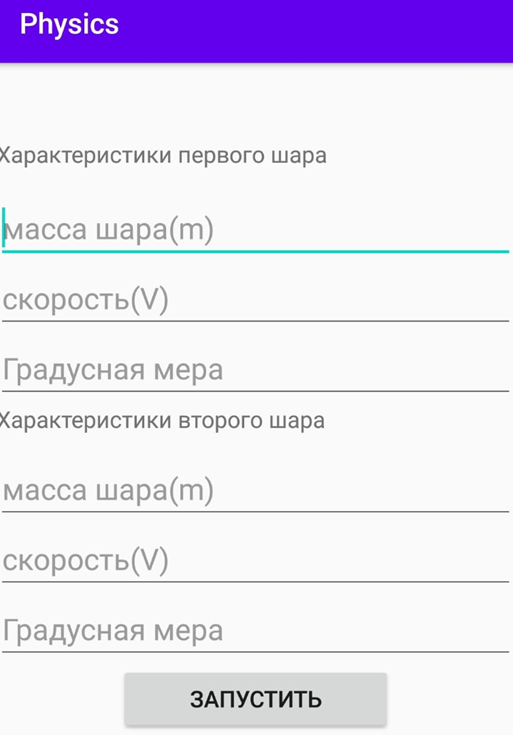 Physics
Характеристики первого шара
масса шара(m)
скорость(V)
Градусная мера
Характеристики второго шара
масса шара(m)
скорость(V)
Градусная мера
ЗАПУСТИТЬ